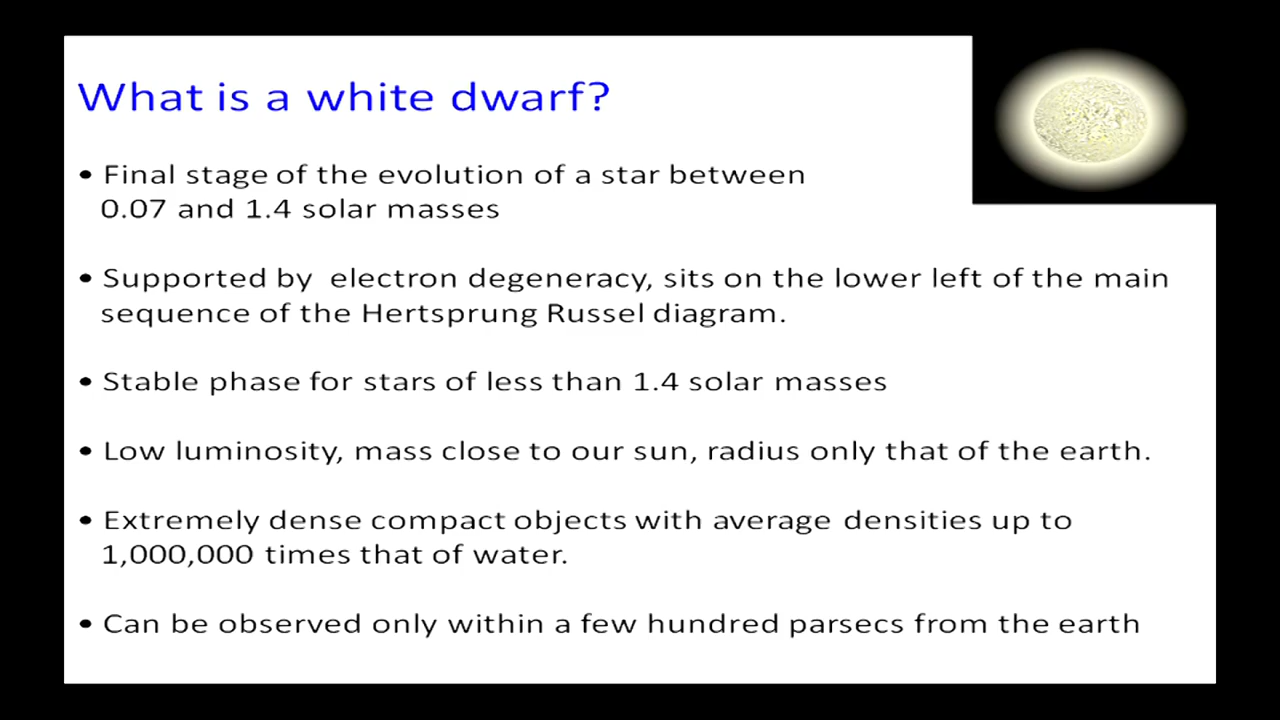 What is a white dwarf?
• Final stage of the evolution of a star between
0.07 and 1.4 solar masses
• Supported by electron degeneracy, sits on the lower left of the main
sequence of the Hertsprung Russel diagram.
• Stable phase for stars of less than 1.4 solar masses
• Low luminosity, mass close to our sun, radius only that of the earth.
• Extremely dense compact objects with average densities up to
1,000,000 times that of water.
• Can be observed only within a few hundred parsecs from the earth